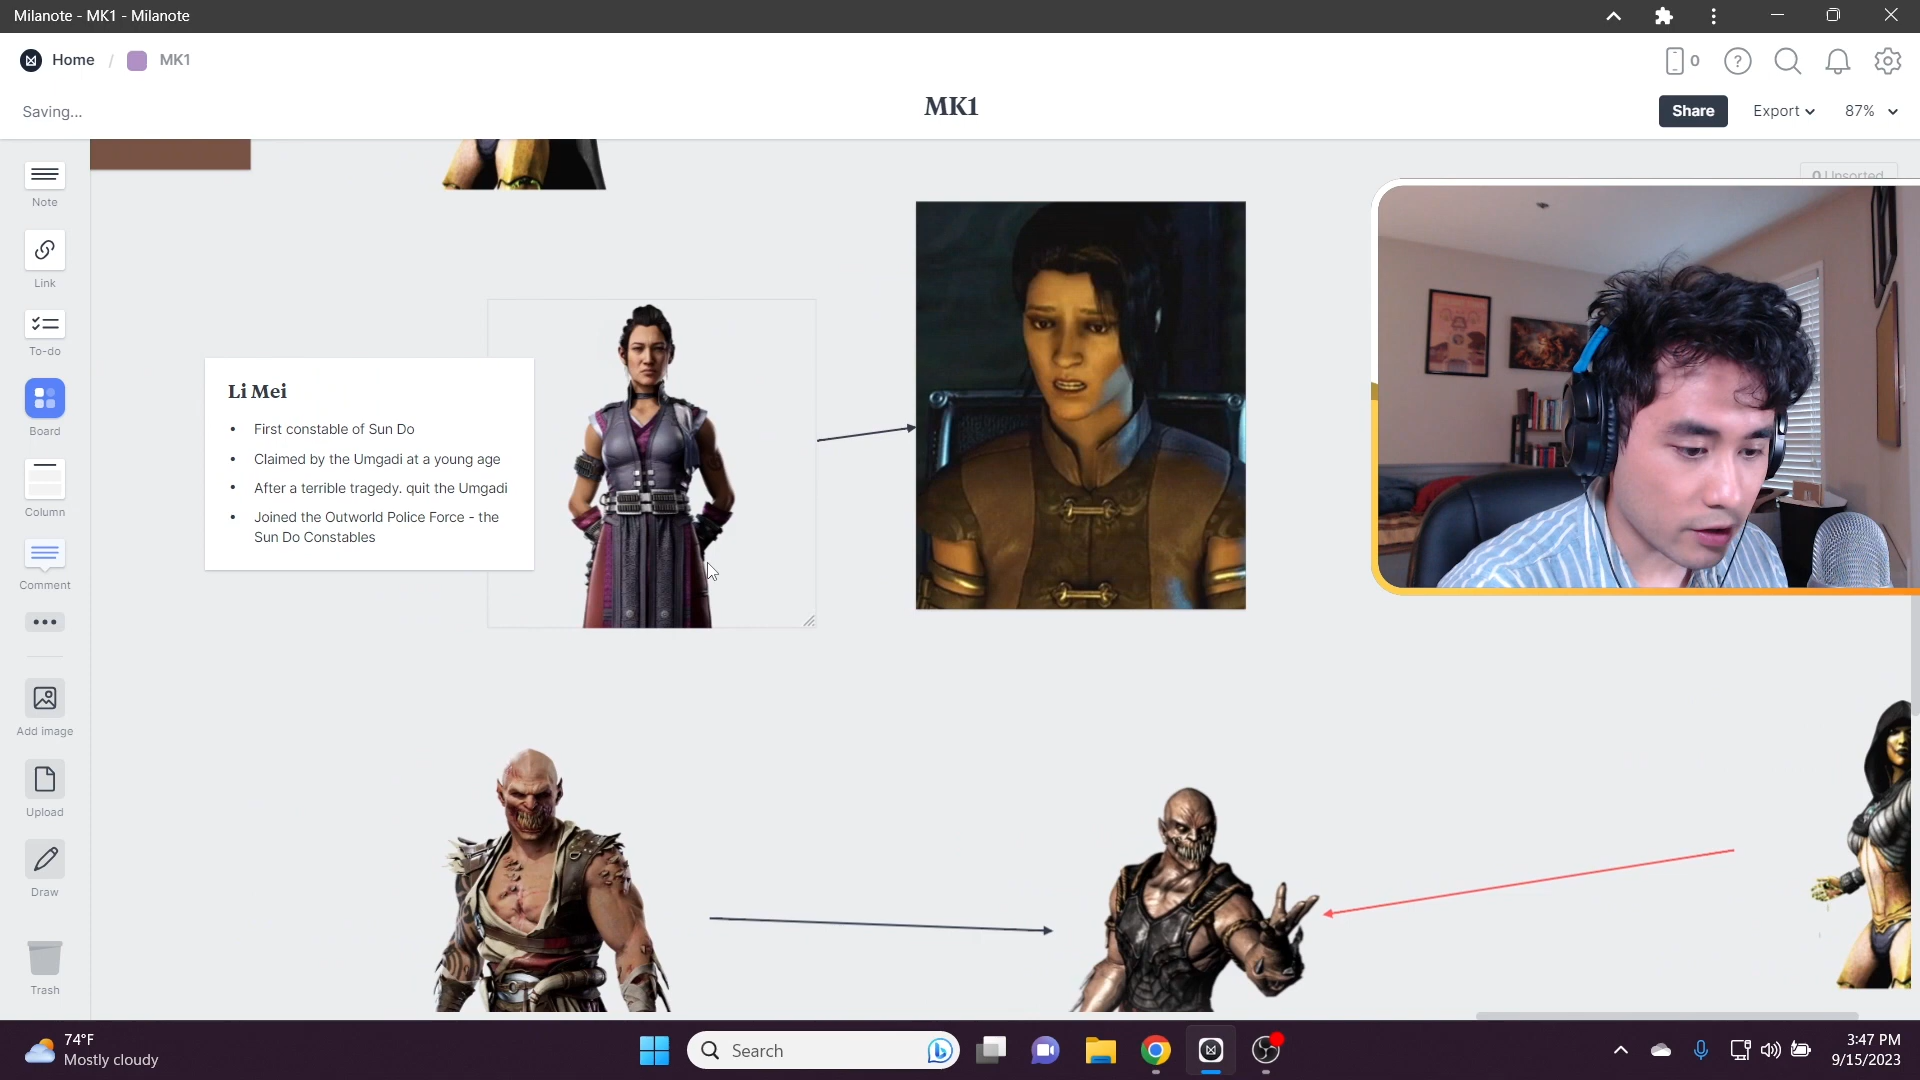 Milanote - MK1 - Milanote
Home / MK1
0
Saving...
MK1
Share
Export
87%
0 Unsorted
Note
Link
To-do
Board
Column
Comment
Add image
Upload
Draw
Trash
Li Mei
• First constable of Sun Do
• Claimed by the Umgadi at a young age
• After a terrible tragedy. quit the Umgadi
• Joined the Outworld Police Force - the
Sun Do Constables
74°F
Mostly cloudy
Search
3:47 PM
9/15/2023